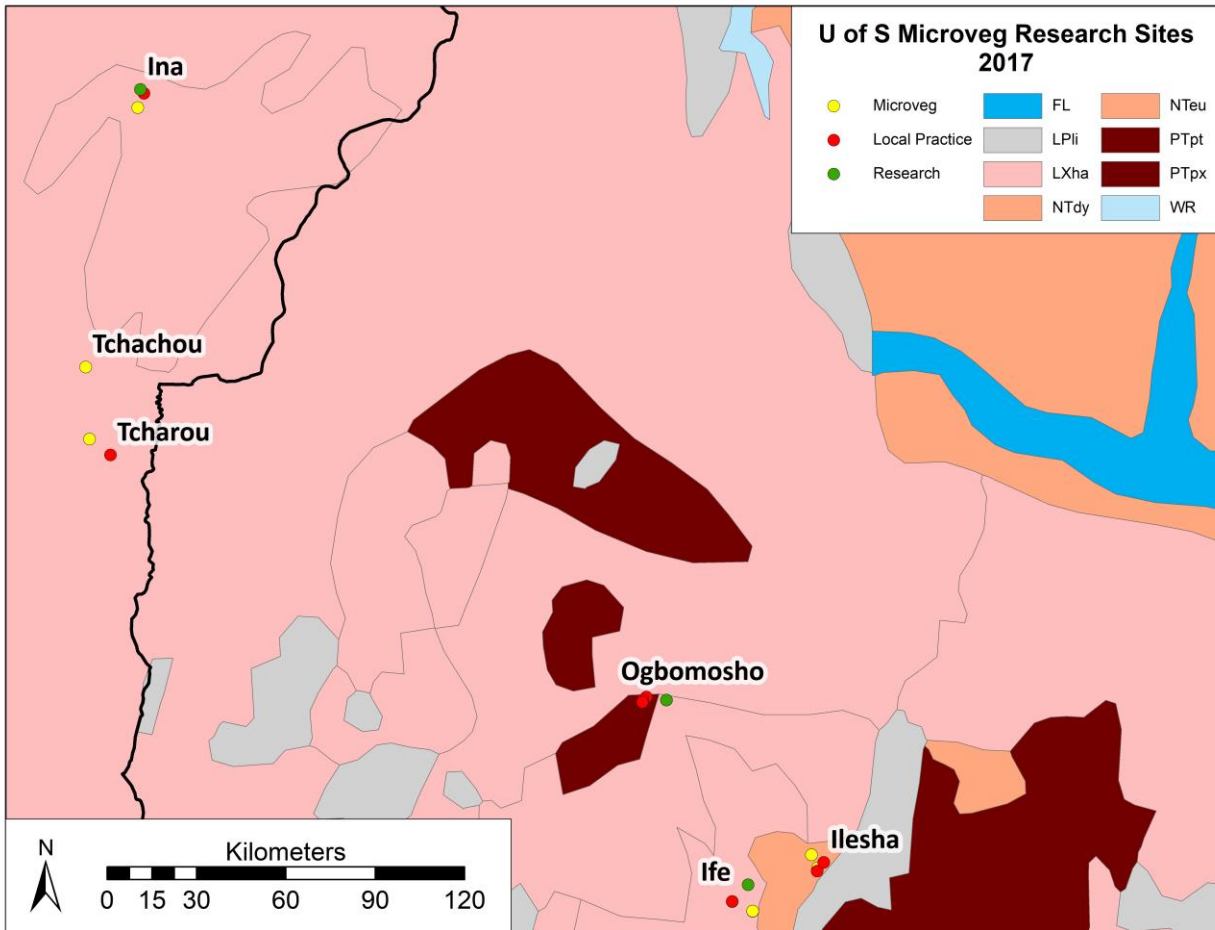 U of S Microveg Research Sites
2017
Microveg
Local Practice
Research
FL
LPli
LXha
NTdy
NTeu
PTpt
PTpx
WR
Ina
Tchachou
Tcharou
Ogbomosho
Ilesha
Ife
N
Kilometers
0 15 30 60 90 120